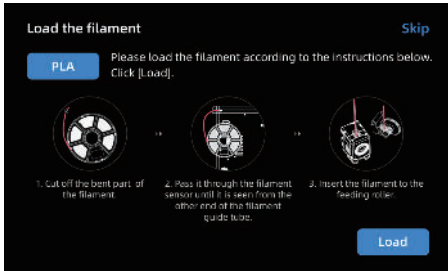 Load the filament
Skip
PLA
Please load the filament according to the instructions below.
Click [Load].
1. Cut off the bent part of
the filament.
2. Pass it through the filament
sensor until it is seen from the
other end of the filament
guide tube.
3. Insert the filament to the
feeding roller.
Load